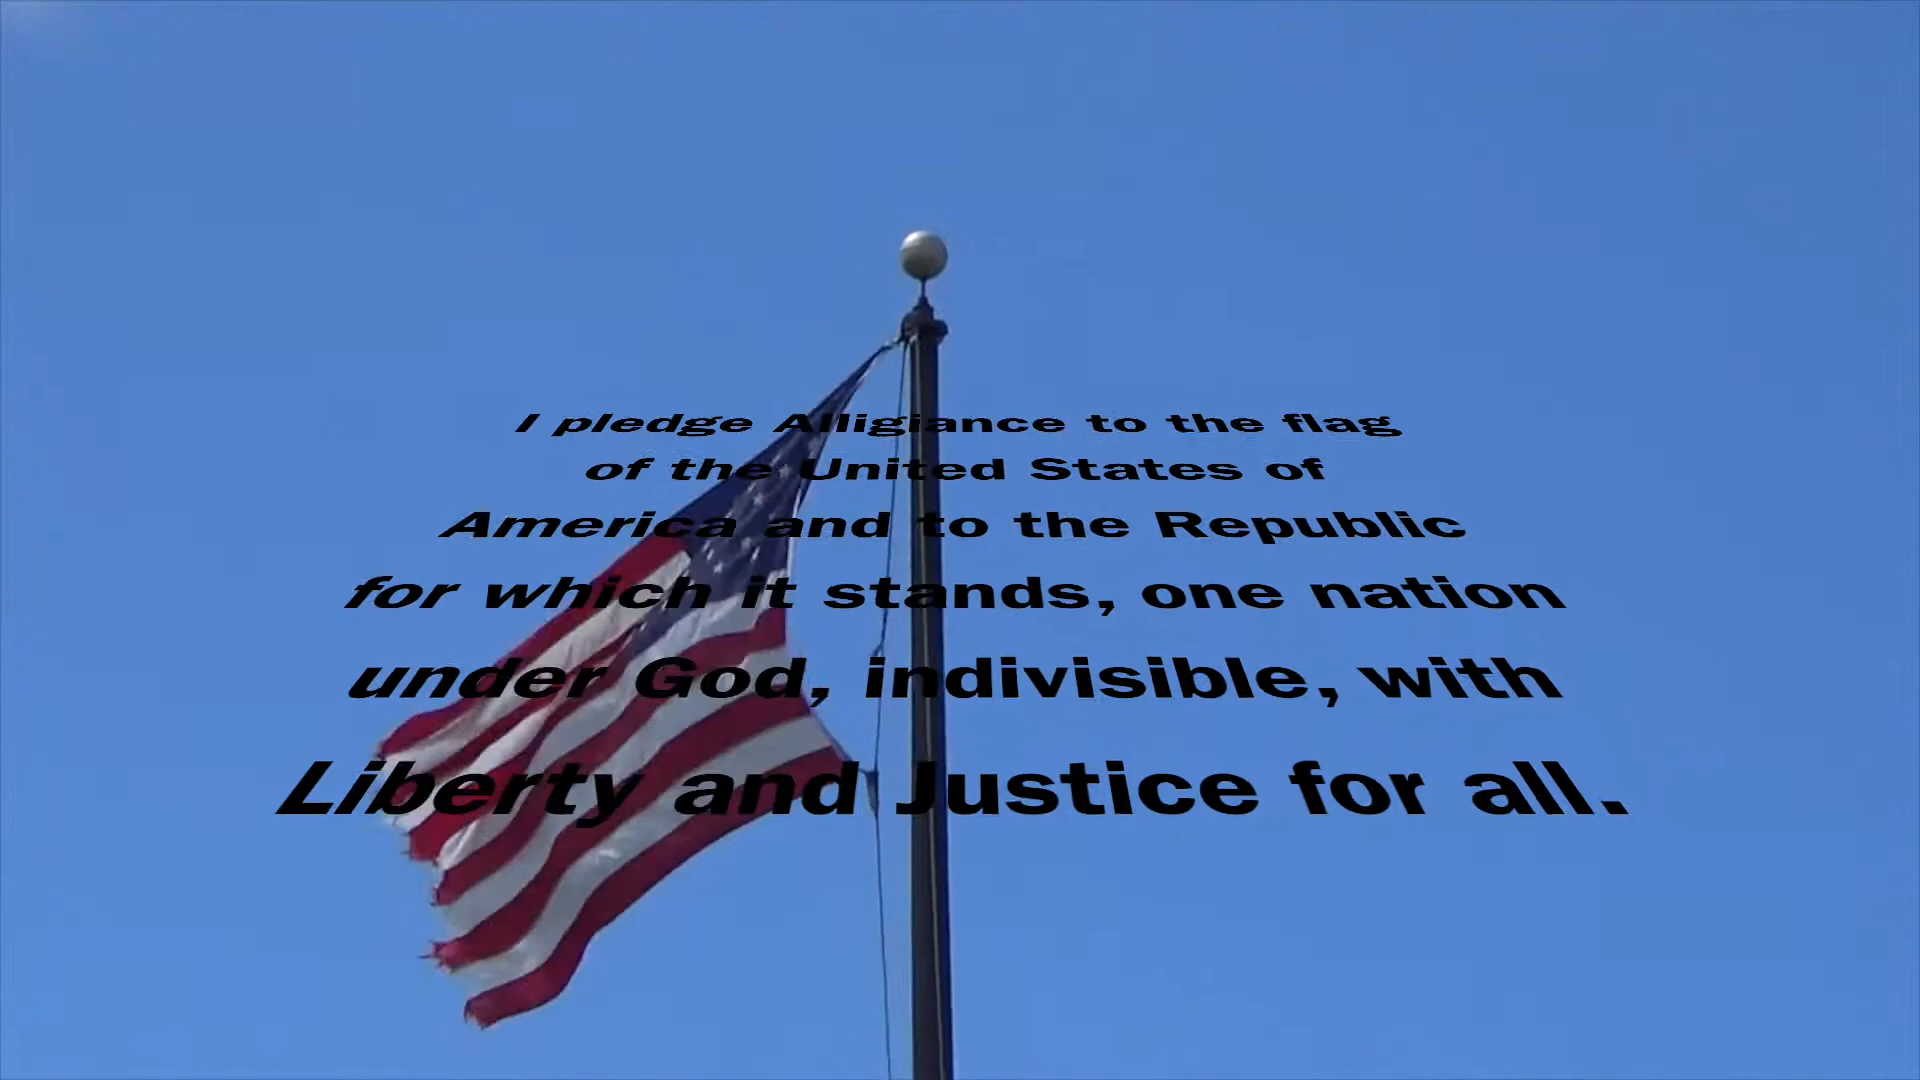 I pledge Alligiance to the flag
of the United States of
America and to the Republic
for which it stands, one nation
under God, indivisible, with
Liberty and Justice for all.